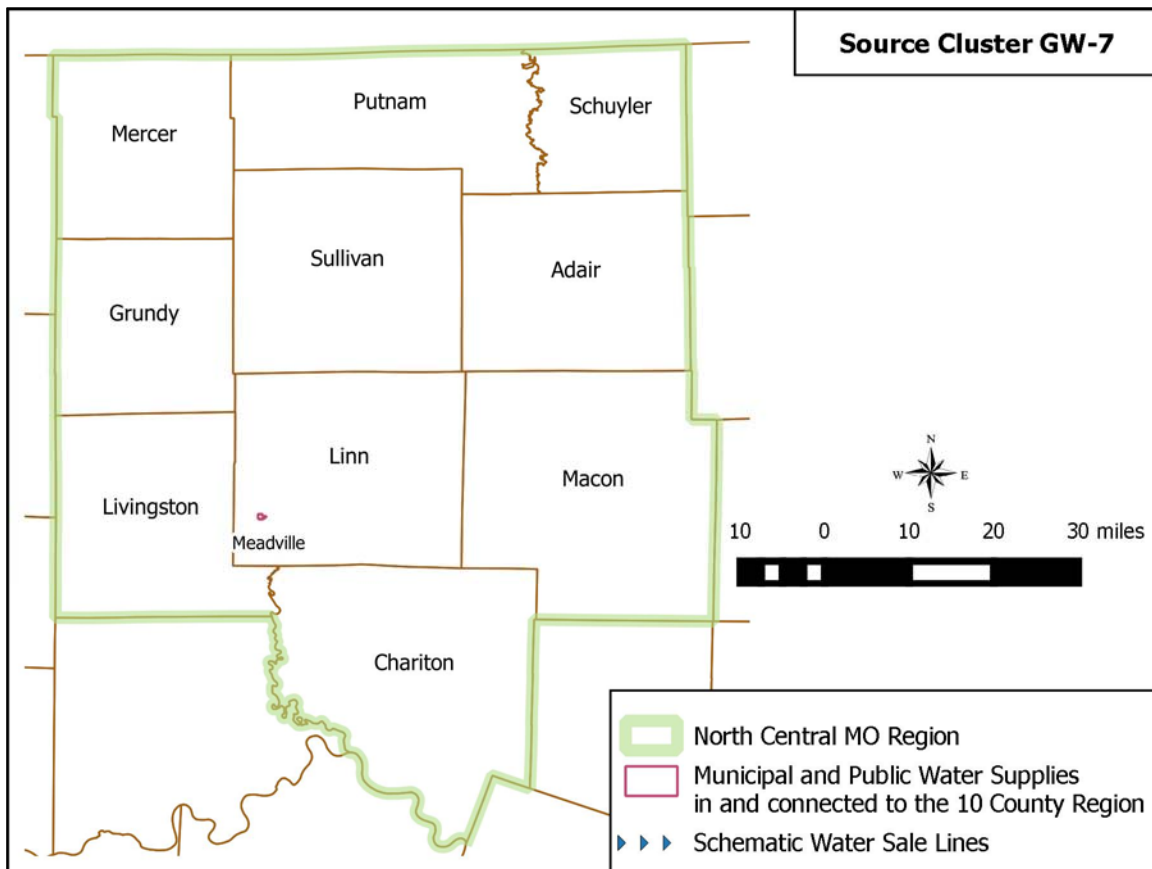 Source Cluster GW-7
Putnam
Schuyler
Mercer
Sullivan
Adair
Grundy
Linn
Macon
Livingston
Meadville
Chariton
N
W E
S
10 0 10 20 30 miles
North Central MO Region
Municipal and Public Water Supplies
in and connected to the 10 County Region
Schematic Water Sale Lines